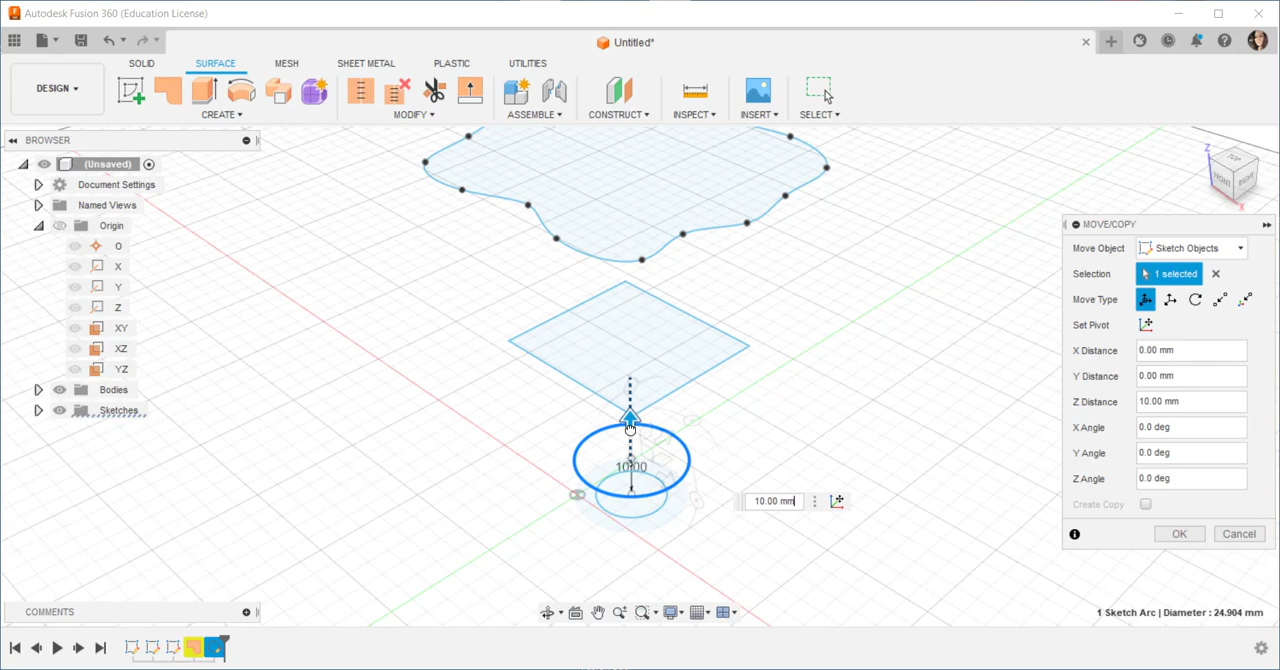 Autodesk Fusion 360 (Education License)
Untitled*
DESIGN
SOLID SURFACE MESH SHEET METAL PLASTIC UTILITIES
CREATE MODIFY ASSEMBLE CONSTRUCT INSPECT INSERT SELECT
BROWSER
(Unsaved)
Document Settings
Named Views
Origin
O
X
Y
Z
XY
XZ
YZ
Bodies
Sketches
10.00
10.00 mm
Z
TOP
FRONT
RIGHT
X
MOVE/COPY
Move Object Sketch Objects
Selection 1 selected
Move Type
Set Pivot
X Distance 0.00 mm
Y Distance 0.00 mm
Z Distance 10.00 mm
X Angle 0.0 deg
Y Angle 0.0 deg
Z Angle 0.0 deg
Create Copy
OK Cancel
COMMENTS
1 Sketch Arc | Diameter : 24.904 mm